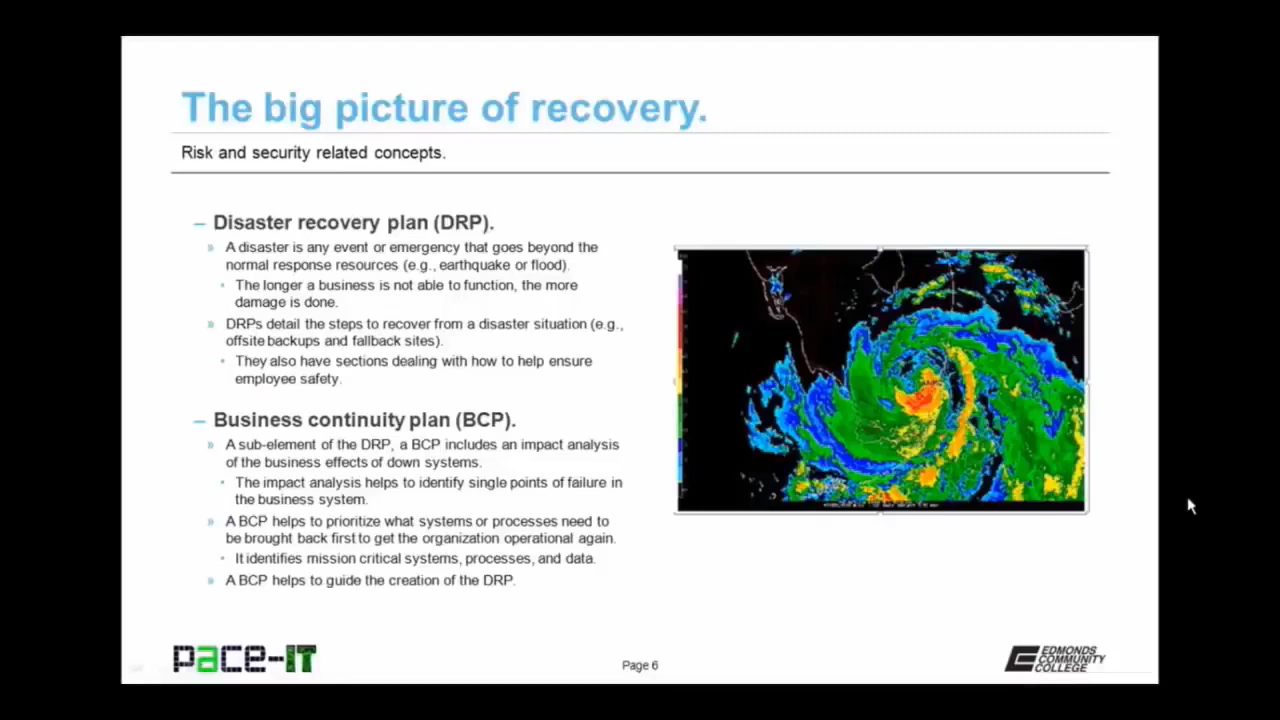 The big picture of recovery.
Risk and security related concepts.
– Disaster recovery plan (DRP).
» A disaster is any event or emergency that goes beyond the
normal response resources (e.g., earthquake or flood).
• The longer a business is not able to function, the more
damage is done.
» DRPs detail the steps to recover from a disaster situation (e.g.,
offsite backups and fallback sites).
• They also have sections dealing with how to help ensure
employee safety.
– Business continuity plan (BCP).
» A sub-element of the DRP, a BCP includes an impact analysis
of the business effects of down systems.
• The impact analysis helps to identify single points of failure in
the business system.
» A BCP helps to prioritize what systems or processes need to
be brought back first to get the organization operational again.
• It identifies mission critical systems, processes, and data.
» A BCP helps to guide the creation of the DRP.
pace-IT
Page 6
EDMONDS
COMMUNITY
COLLEGE